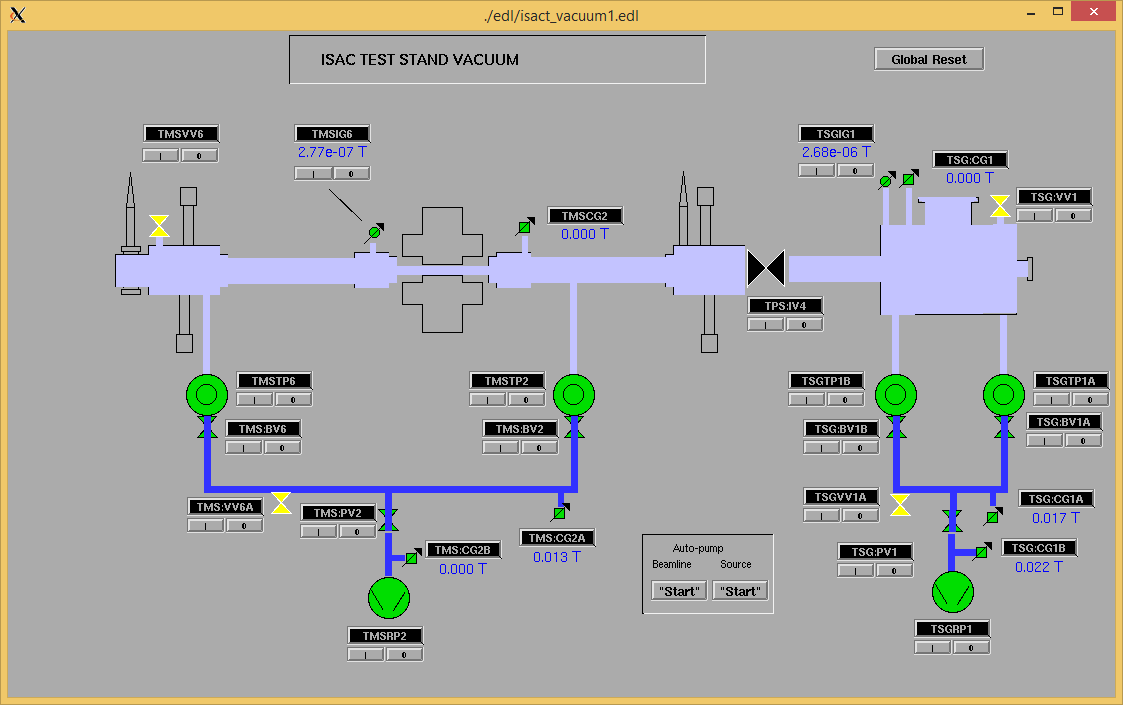 ./edl/isact_vacuum1.edl
ISAC TEST STAND VACUUM
Global Reset
TMSVV6
I 0
TMSIG6
2.77e-07 T
I 0
TSGIG1
2.68e-06 T
I 0
TSG:CG1
0.000 T
TSG:VV1
I 0
TMSCG2
0.000 T
TPS:IV4
I 0
TMSTP6
I 0
TMS:BV6
I 0
TMSTP2
I 0
TMS:BV2
I 0
TSGTP1B
I 0
TSG:BV1B
I 0
TSGTP1A
I 0
TSG:BV1A
I 0
TMS:VV6A
I 0
TMS:PV2
I 0
TMS:CG2A
0.013 T
TMS:CG2B
0.000 T
TMSRP2
I 0
Auto-pump
Beamline Source
"Start" "Start"
TSGVV1A
I 0
TSG:CG1A
0.017 T
TSG:PV1
I 0
TSG:CG1B
0.022 T
TSGRP1
I 0